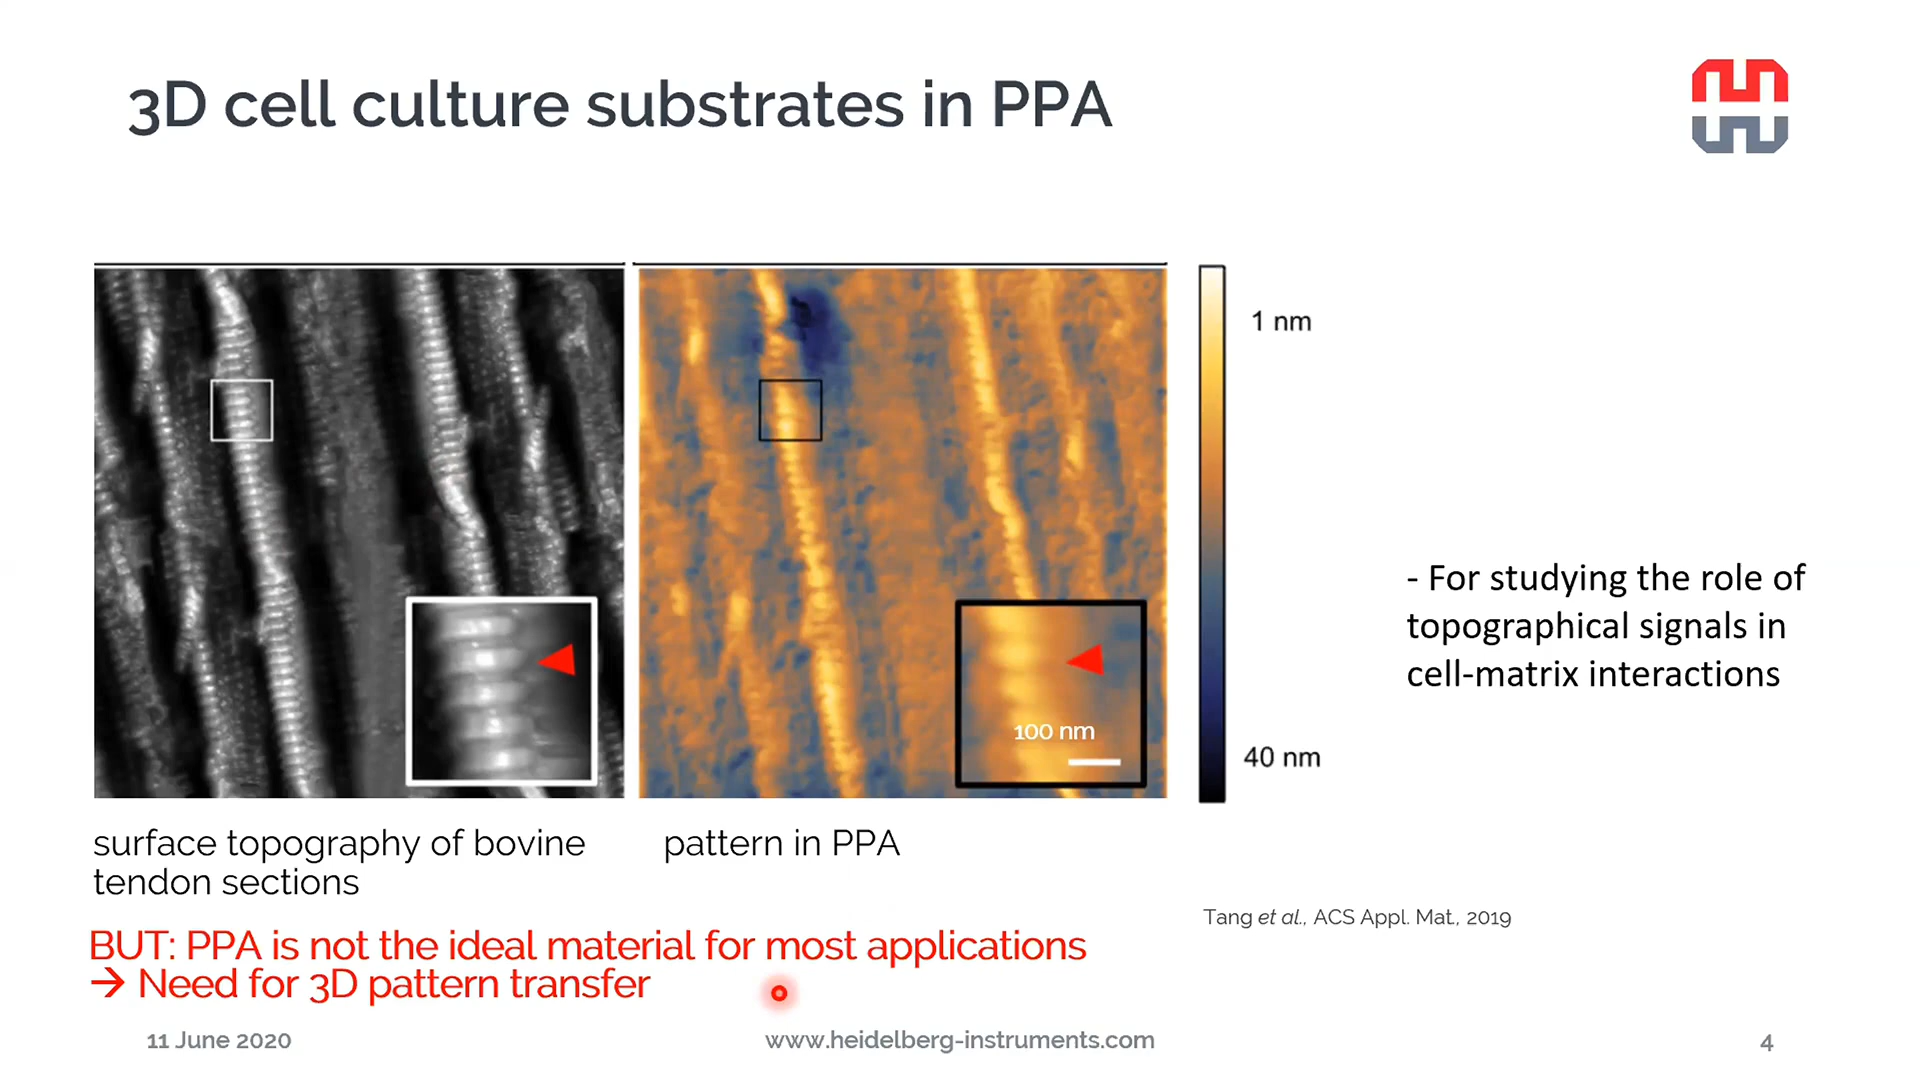 3D cell culture substrates in PPA
1 nm
- For studying the role of
topographical signals in
cell-matrix interactions
100 nm
40 nm
surface topography of bovine
tendon sections
pattern in PPA
Tang et al., ACS Appl. Mat., 2019
BUT: PPA is not the ideal material for most applications
→ Need for 3D pattern transfer
11 June 2020
www.heidelberg-instruments.com
4